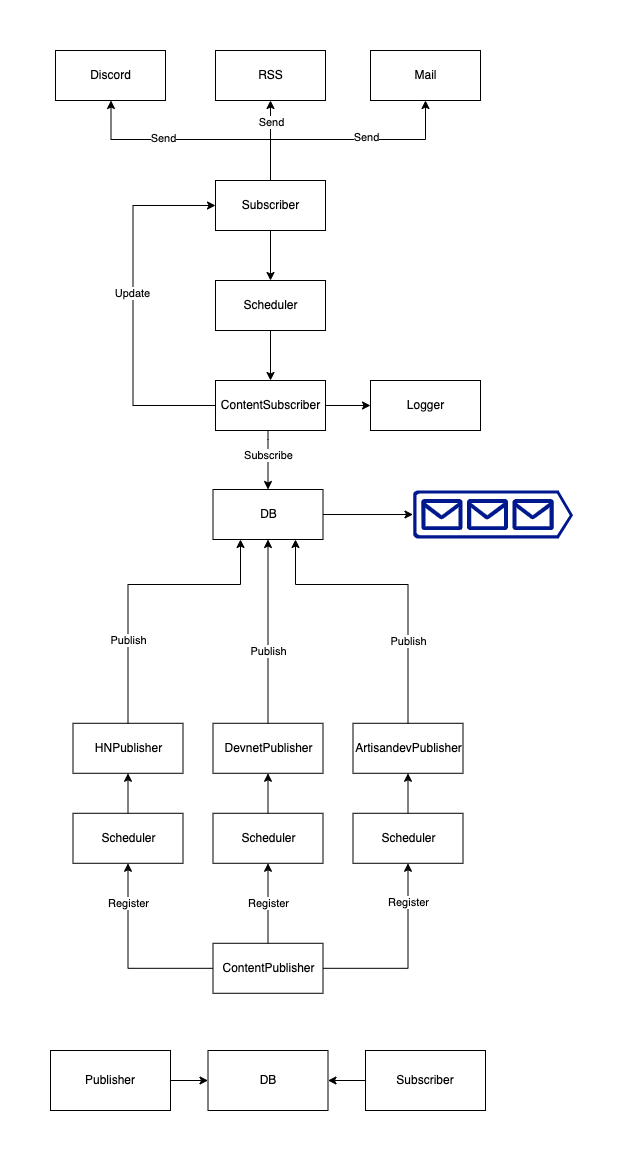 Discord
RSS
Mail
Send
Send
Send
Subscriber
Update
Scheduler
ContentSubscriber
Logger
Subscribe
DB
Publish
Publish
Publish
HNPublisher
DevnetPublisher
ArtisandevPublisher
Scheduler
Scheduler
Scheduler
Register
Register
Register
ContentPublisher
Publisher
DB
Subscriber